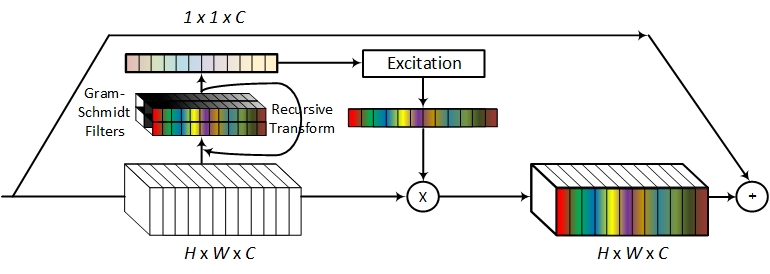 1 x 1 x C
Excitation
Gram-
Schmidt
Filters
Recursive
Transform
X
+
H x W x C
H x W x C